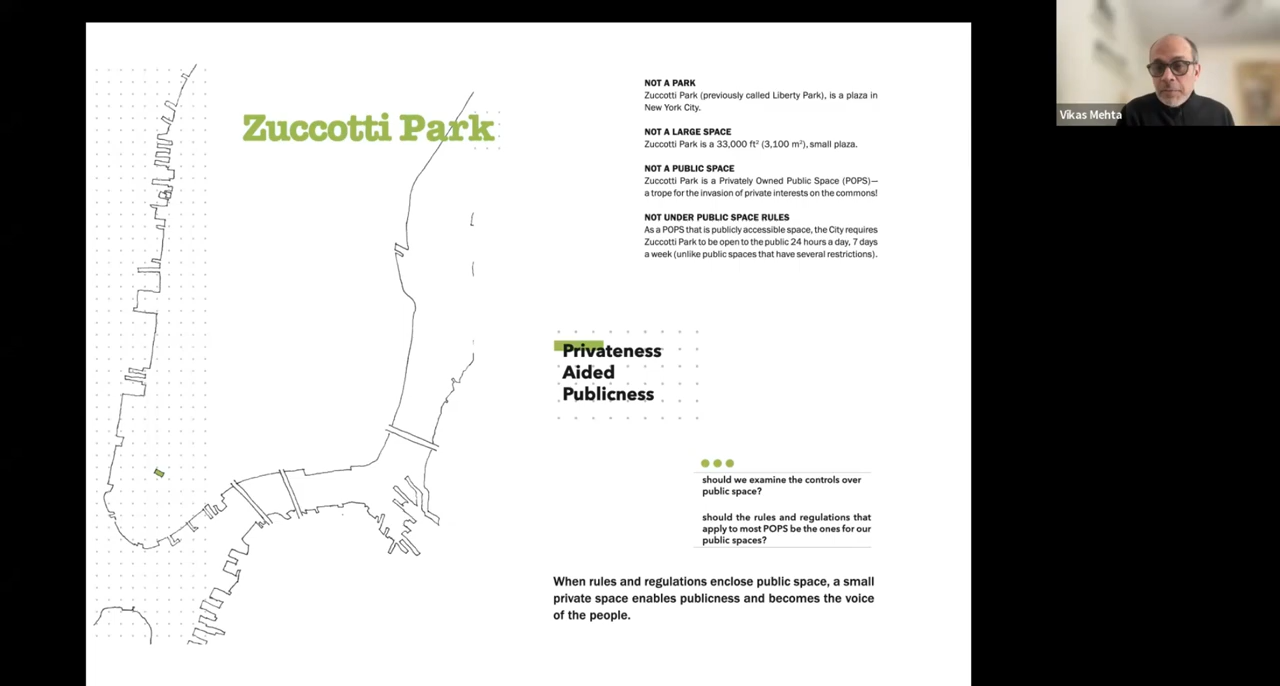 Zuccotti Park
NOT A PARK
Zuccotti Park (previously called Liberty Park), is a plaza in
New York City.
NOT A LARGE SPACE
Zuccotti Park is a 33,000 ft² (3,100 m²), small plaza.
NOT A PUBLIC SPACE
Zuccotti Park is a Privately Owned Public Space (POPS)—
a trope for the invasion of private interests on the commons!
NOT UNDER PUBLIC SPACE RULES
As a POPS that is publicly accessible space, the City requires
Zuccotti Park to be open to the public 24 hours a day, 7 days
a week (unlike public spaces that have several restrictions).
Privateness
Aided
Publicness
should we examine the controls over
public space?
should the rules and regulations that
apply to most POPS be the ones for our
public spaces?
When rules and regulations enclose public space, a small
private space enables publicness and becomes the voice
of the people.
Vikas Mehta